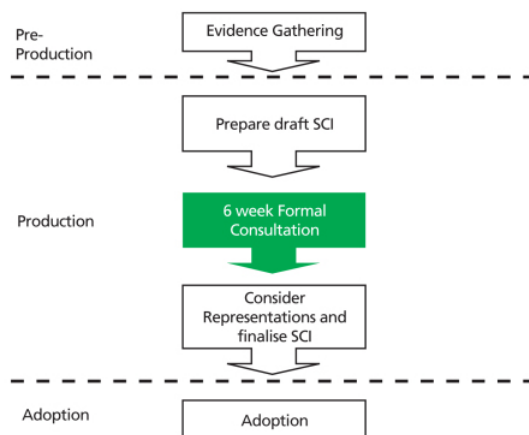 Pre-
Production
Evidence Gathering
Prepare draft SCI
Production
6 week Formal
Consultation
Consider
Representations and
finalise SCI
Adoption
Adoption